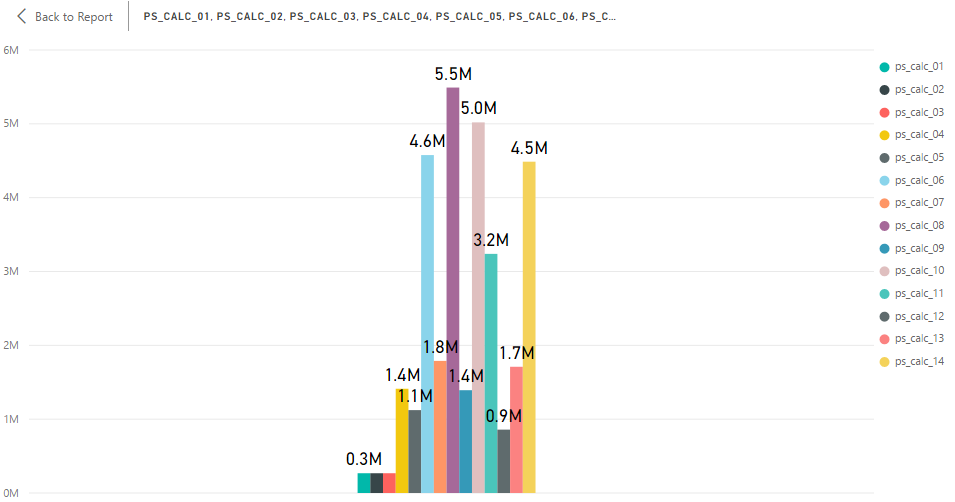 Back to Report
PS_CALC_01, PS_CALC_02, PS_CALC_03, PS_CALC_04, PS_CALC_05, PS_CALC_06, PS_C...
6M
5M
4M
3M
2M
1M
0M
0.3M
1.4M
1.1M
4.6M
1.8M
5.5M
1.4M
5.0M
3.2M
0.9M
1.7M
4.5M
ps_calc_01
ps_calc_02
ps_calc_03
ps_calc_04
ps_calc_05
ps_calc_06
ps_calc_07
ps_calc_08
ps_calc_09
ps_calc_10
ps_calc_11
ps_calc_12
ps_calc_13
ps_calc_14